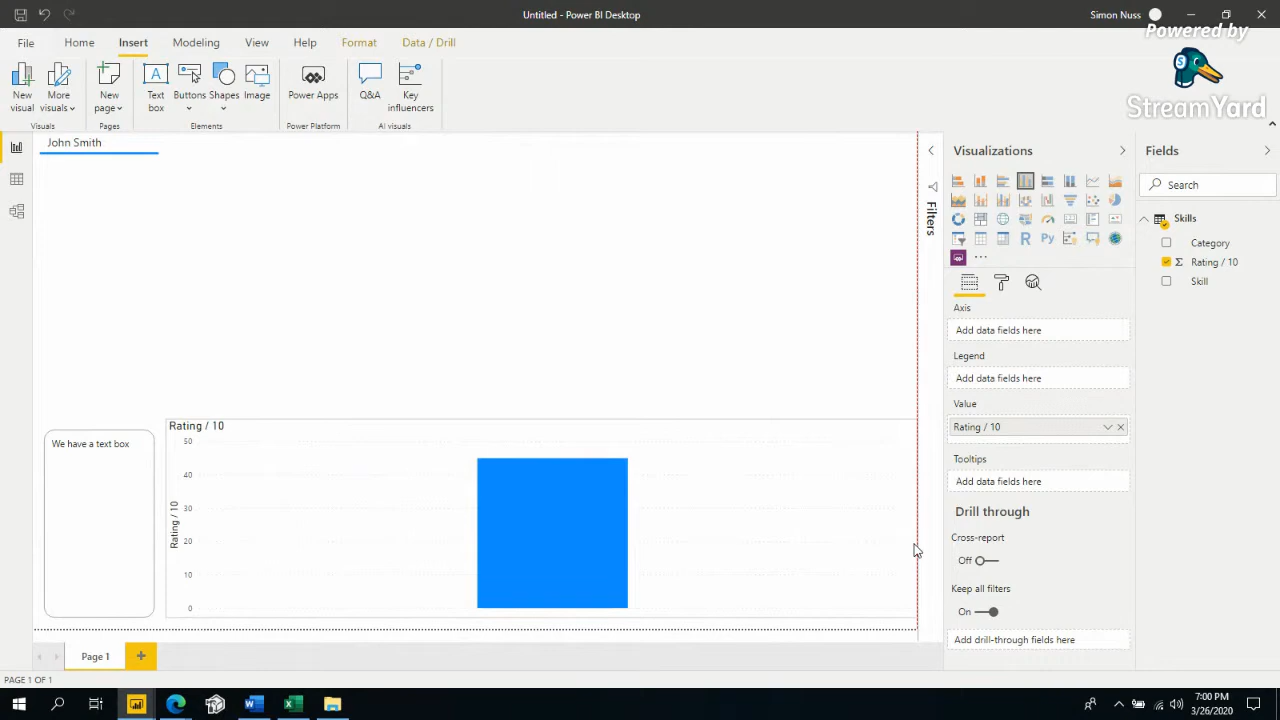 Untitled - Power BI Desktop
Simon Nuss
Powered by
StreamYard
File
Home
Insert
Modeling
View
Help
Format
Data / Drill
New visual
More visuals
New page
Text box
Buttons
Shapes
Image
Power Apps
Q&A
Key influencers
Visuals
Pages
Elements
Power Platform
AI visuals
John Smith
We have a text box
Rating / 10
Rating / 10
50
40
30
20
10
0
Filters
Visualizations
R
Py
Axis
Add data fields here
Legend
Add data fields here
Value
Rating / 10
Tooltips
Add data fields here
Drill through
Cross-report
Off
Keep all filters
On
Add drill-through fields here
Fields
Search
Skills
Category
Σ Rating / 10
Skill
Page 1
PAGE 1 OF 1
7:00 PM
3/26/2020